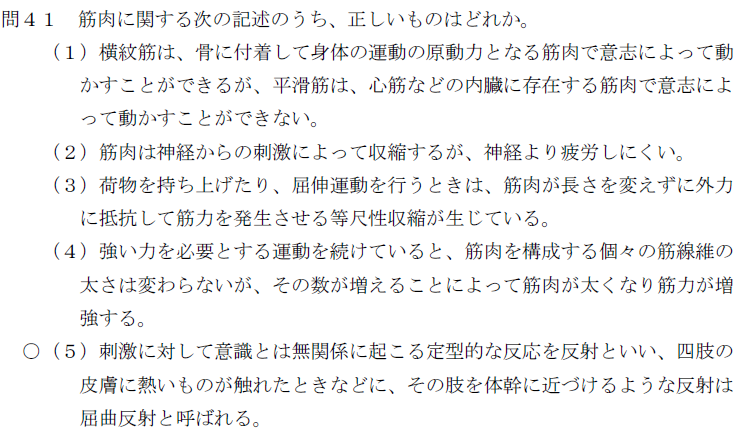 問41 筋肉に関する次の記述のうち、正しいものはどれか。
(1)横紋筋は、骨に付着して身体の運動の原動力となる筋肉で意志によって動
かすことができるが、平滑筋は、心筋などの内臓に存在する筋肉で意志によ
って動かすことができない。
(2)筋肉は神経からの刺激によって収縮するが、神経より疲労しにくい。
(3)荷物を持ち上げたり、屈伸運動を行うときは、筋肉が長さを変えずに外力
に抵抗して筋力を発生させる等尺性収縮が生じている。
(4)強い力を必要とする運動を続けていると、筋肉を構成する個々の筋線維の
太さは変わらないが、その数が増えることによって筋肉が太くなり筋力が増
強する。
○(5)刺激に対して意識とは無関係に起こる定型的な反応を反射といい、四肢の
皮膚に熱いものが触れたときなどに、その肢を体幹に近づけるような反射は
屈曲反射と呼ばれる。